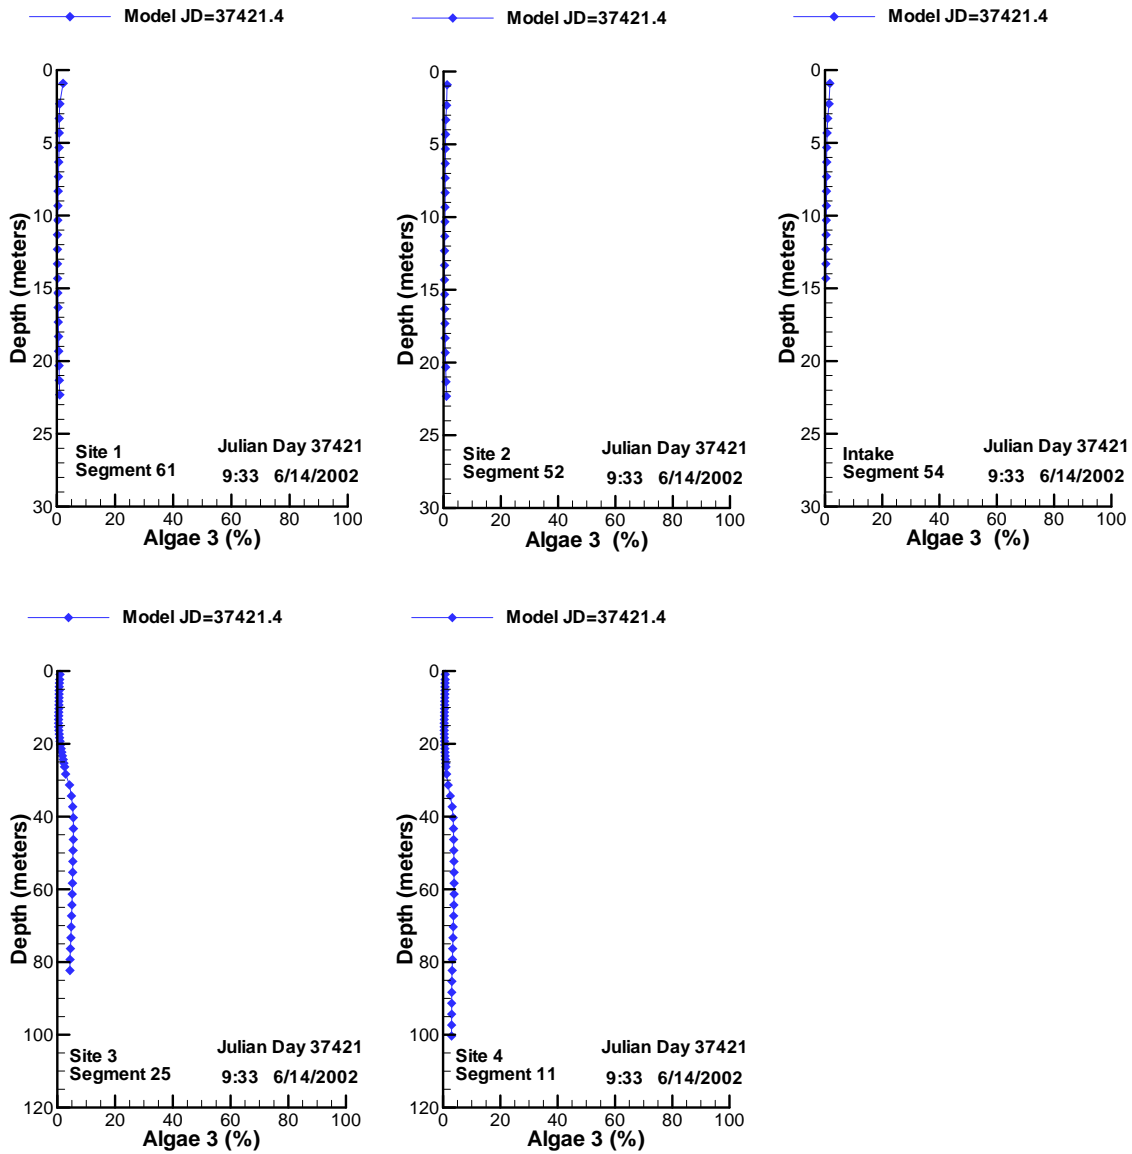 Model JD=37421.4
0
5
10
15
20
25
30
Depth (meters)
Site 1
Segment 61
Julian Day 37421
9:33 6/14/2002
0 20 40 60 80 100
Algae 3 (%)
Model JD=37421.4
0
5
10
15
20
25
30
Depth (meters)
Site 2
Segment 52
Julian Day 37421
9:33 6/14/2002
0 20 40 60 80 100
Algae 3 (%)
Model JD=37421.4
0
5
10
15
20
25
30
Depth (meters)
Intake
Segment 54
Julian Day 37421
9:33 6/14/2002
0 20 40 60 80 100
Algae 3 (%)
Model JD=37421.4
0
20
40
60
80
100
120
Depth (meters)
Site 3
Segment 25
Julian Day 37421
9:33 6/14/2002
0 20 40 60 80 100
Algae 3 (%)
Model JD=37421.4
0
20
40
60
80
100
120
Depth (meters)
Site 4
Segment 11
Julian Day 37421
9:33 6/14/2002
0 20 40 60 80 100
Algae 3 (%)